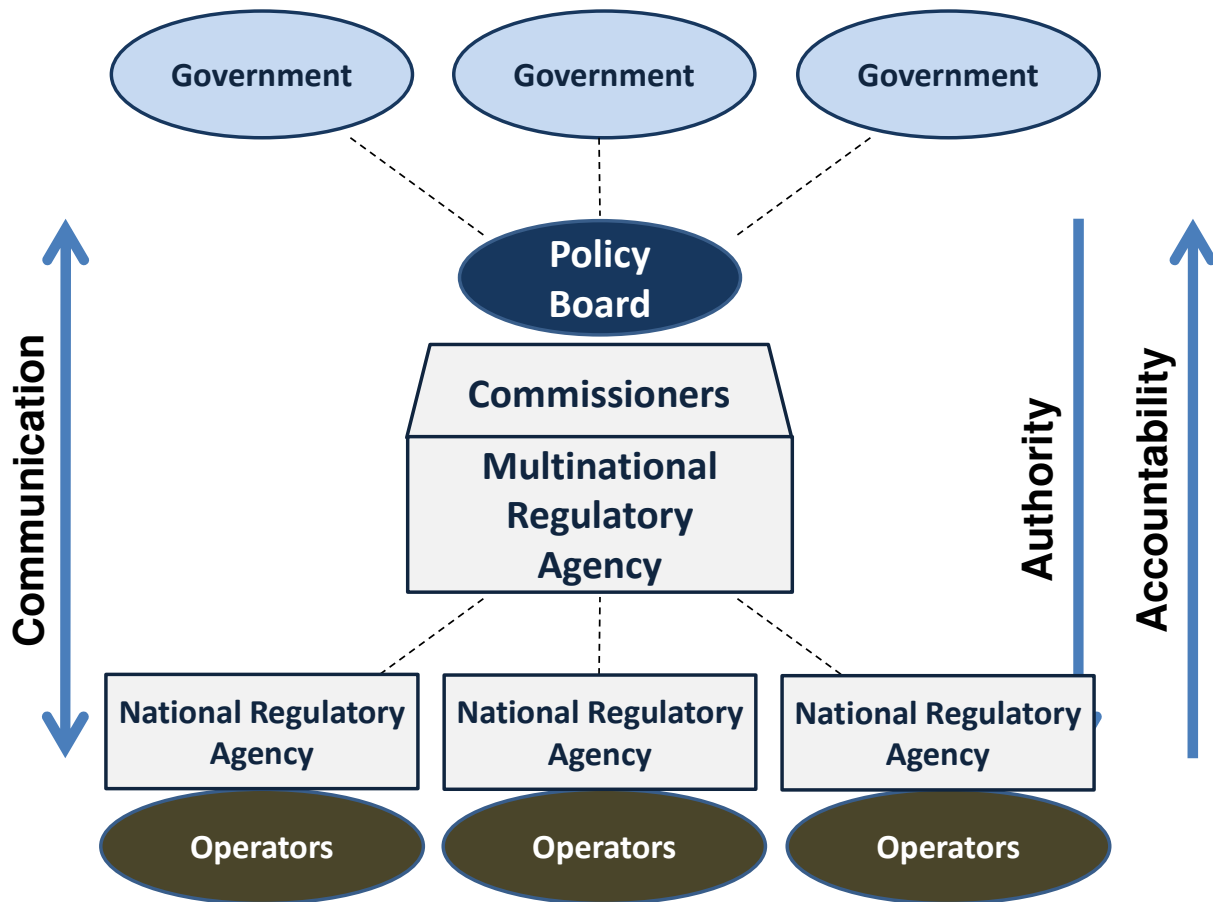 Government
Government
Government
Policy
Board
Commissioners
Multinational
Regulatory
Agency
Communication
Authority
Accountability
National Regulatory
Agency
National Regulatory
Agency
National Regulatory
Agency
Operators
Operators
Operators